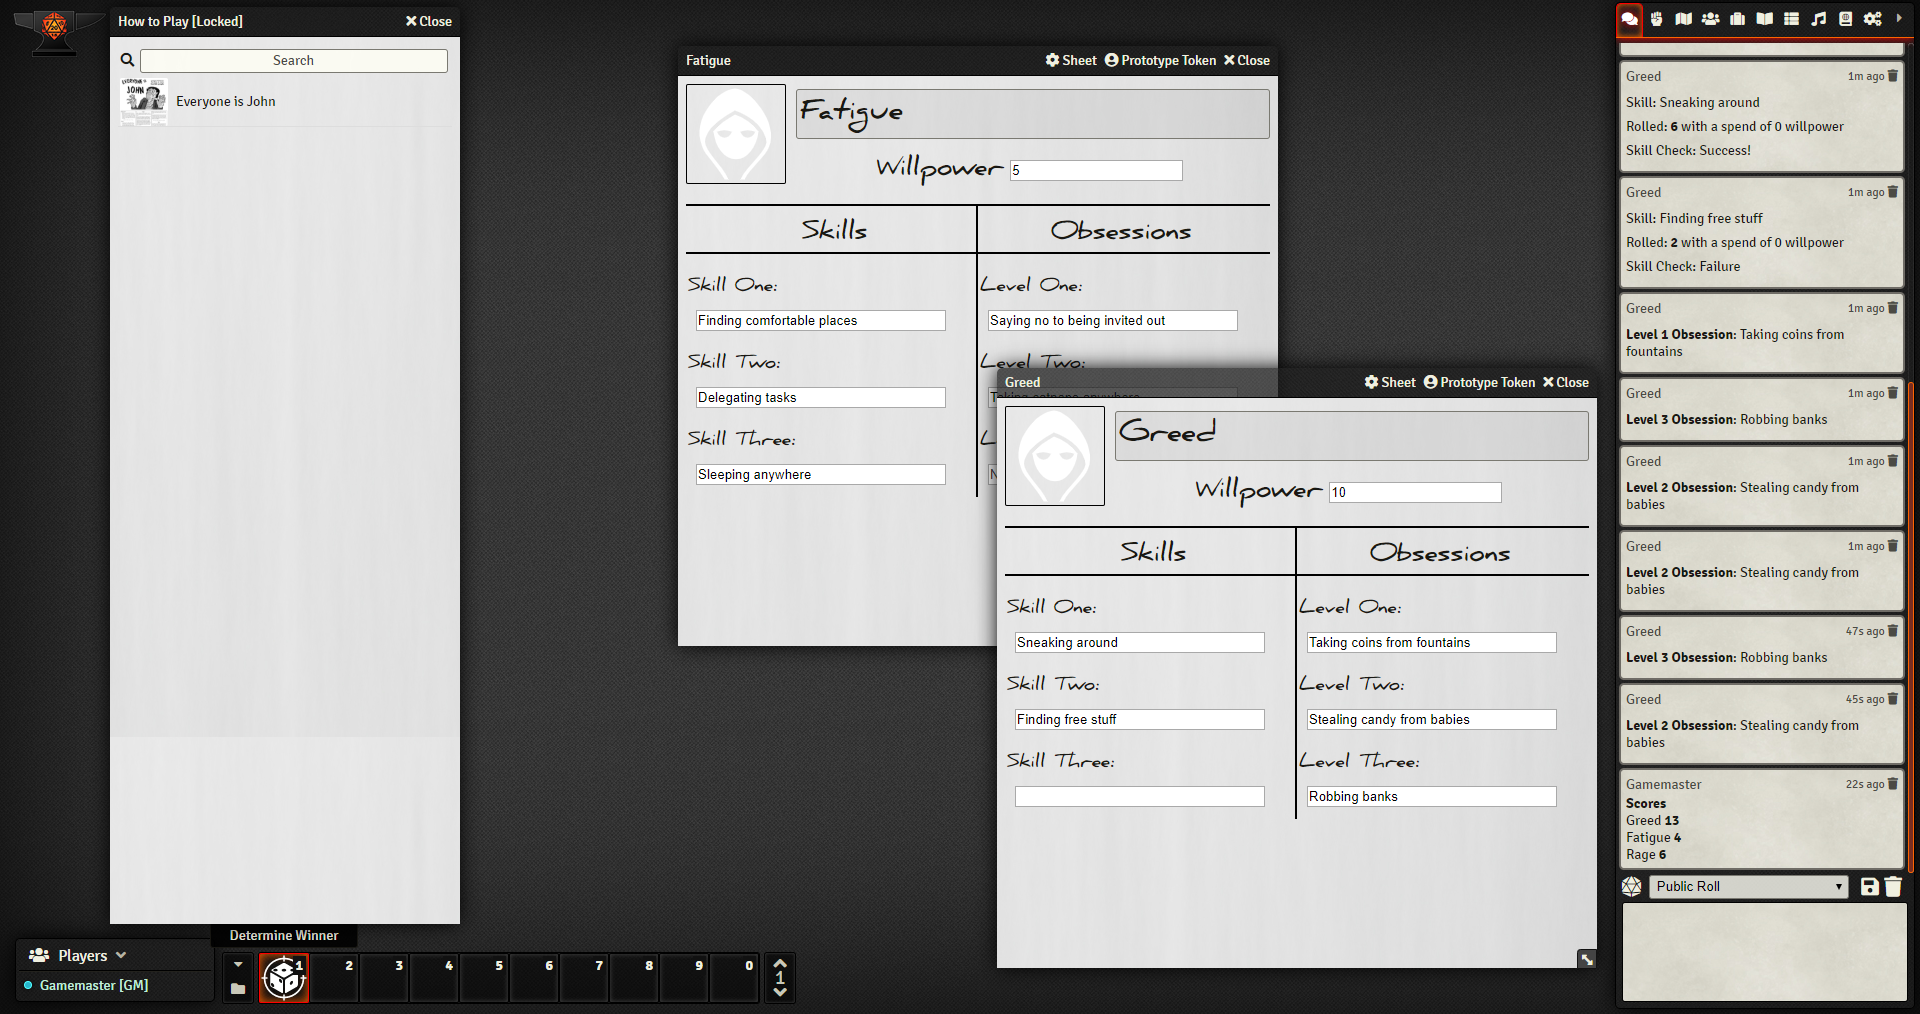 How to Play [Locked]
Close
Search
Everyone is John
Fatigue
Sheet Prototype Token Close
Fatigue
Willpower 5
Skills
Obsessions
Skill One:
Finding comfortable places
Skill Two:
Delegating tasks
Skill Three:
Sleeping anywhere
Level One:
Saying no to being invited out
Level Two:
Taking catnaps anywhere
Greed
Sheet Prototype Token Close
Greed
Willpower 10
Skills
Obsessions
Skill One:
Sneaking around
Skill Two:
Finding free stuff
Skill Three:
Level One:
Taking coins from fountains
Level Two:
Stealing candy from babies
Level Three:
Robbing banks
Greed 1m ago
Skill: Sneaking around
Rolled: 6 with a spend of 0 willpower
Skill Check: Success!
Greed 1m ago
Skill: Finding free stuff
Rolled: 2 with a spend of 0 willpower
Skill Check: Failure
Greed 1m ago
Level 1 Obsession: Taking coins from
fountains
Greed 1m ago
Level 3 Obsession: Robbing banks
Greed 1m ago
Level 2 Obsession: Stealing candy from
babies
Greed 1m ago
Level 2 Obsession: Stealing candy from
babies
Greed 47s ago
Level 3 Obsession: Robbing banks
Greed 45s ago
Level 2 Obsession: Stealing candy from
babies
Gamemaster 22s ago
Scores
Greed 13
Fatigue 4
Rage 6
Public Roll
Determine Winner
Players
Gamemaster [GM]
1 2 3 4 5 6 7 8 9 0
1